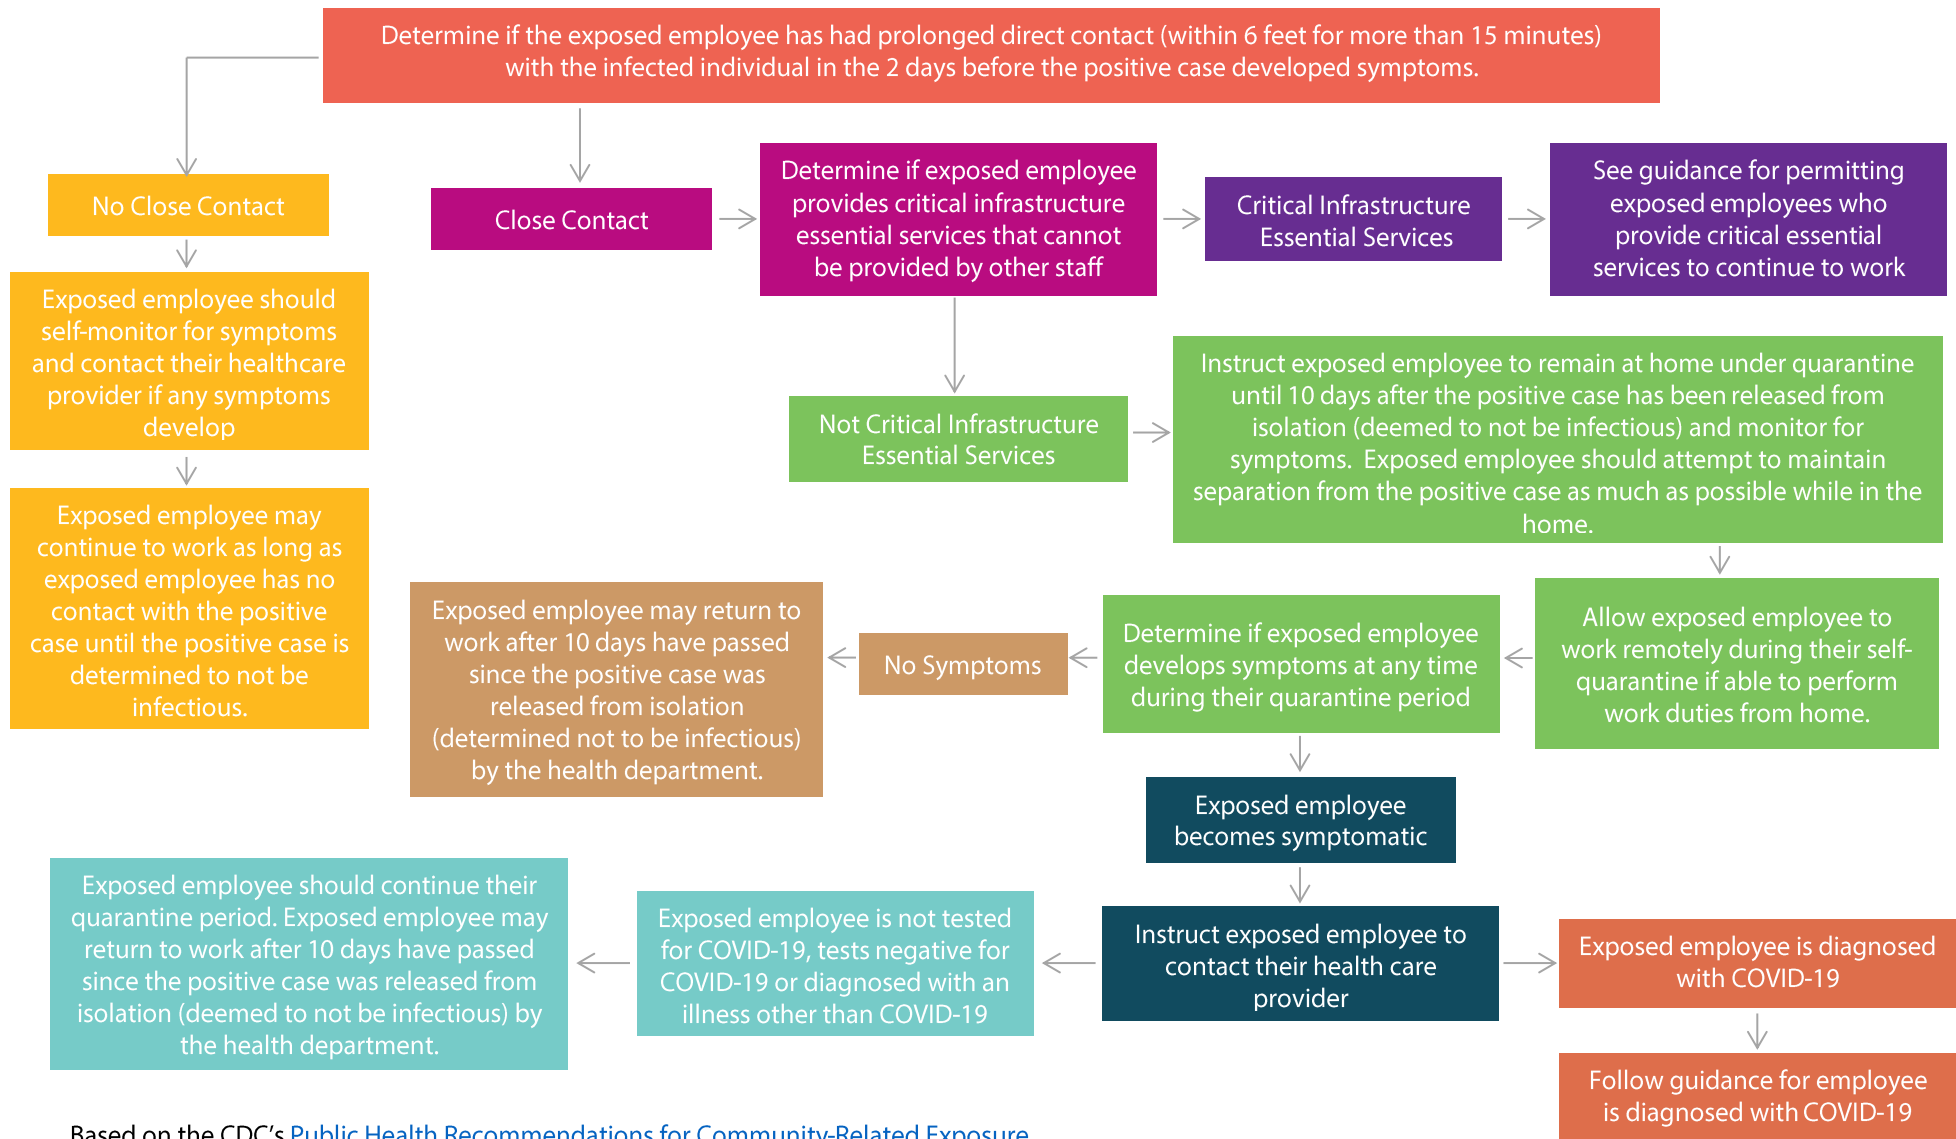 Determine if the exposed employee has had prolonged direct contact (within 6 feet for more than 15 minutes)
with the infected individual in the 2 days before the positive case developed symptoms.
No Close Contact
Exposed employee should
self-monitor for symptoms
and contact their healthcare
provider if any symptoms
develop
Exposed employee may
continue to work as long as
exposed employee has no
contact with the positive
case until the positive case is
determined to not be
infectious.
Close Contact
Determine if exposed employee
provides critical infrastructure
essential services that cannot
be provided by other staff
Critical Infrastructure
Essential Services
See guidance for permitting
exposed employees who
provide critical essential
services to continue to work
Not Critical Infrastructure
Essential Services
Instruct exposed employee to remain at home under quarantine
until 10 days after the positive case has been released from
isolation (deemed to not be infectious) and monitor for
symptoms. Exposed employee should attempt to maintain
separation from the positive case as much as possible while in the
home.
Allow exposed employee to
work remotely during their self-
quarantine if able to perform
work duties from home.
Determine if exposed employee
develops symptoms at any time
during their quarantine period
No Symptoms
Exposed employee may return to
work after 10 days have passed
since the positive case was
released from isolation
(determined not to be infectious)
by the health department.
Exposed employee
becomes symptomatic
Instruct exposed employee to
contact their health care
provider
Exposed employee is not tested
for COVID-19, tests negative for
COVID-19 or diagnosed with an
illness other than COVID-19
Exposed employee should continue their
quarantine period. Exposed employee may
return to work after 10 days have passed
since the positive case was released from
isolation (deemed to not be infectious) by
the health department.
Exposed employee is diagnosed
with COVID-19
Follow guidance for employee
is diagnosed with COVID-19
Based on the CDC's Public Health Recommendations for Community-Related Exposure